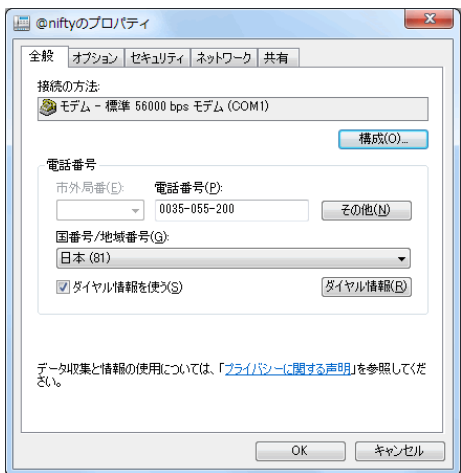 @niftyのプロパティ
全般 オプション セキュリティ ネットワーク 共有
接続の方法:
モデム - 標準 56000 bps モデム (COM1)
構成(O)...
電話番号
市外局番(E): 電話番号(P):
0035-055-200 その他(N)
国番号/地域番号(G):
日本 (81)
ダイヤル情報を使う(S) ダイヤル情報(R)
データ収集と情報の使用については、「プライバシーに関する声明」を参照してくだ
さい。
OK キャンセル